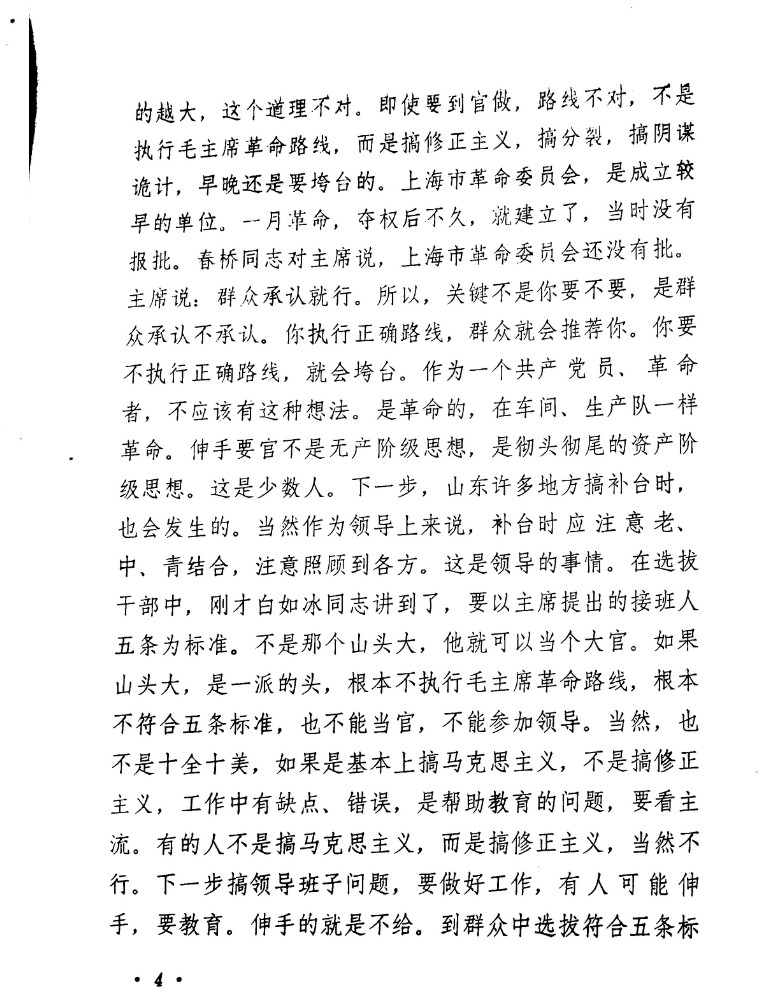 的越大，这个道理不对。即使要到官做，路线不对，不是
执行毛主席革命路线，而是搞修正主义，搞分裂，搞阴谋
诡计，早晚还是要垮台的。上海市革命委员会，是成立较
早的单位。一月革命，夺权后不久，就建立了，当时没有
报批。春桥同志对主席说，上海市革命委员会还没有批。
主席说：群众承认就行。所以，关键不是你要不要，是群
众承认不承认。你执行正确路线，群众就会推荐你。你要
不执行正确路线，就会垮台。作为一个共产党员、革命
者，不应该有这种想法。是革命的，在车间、生产队一样
革命。伸手要官不是无产阶级思想，是彻头彻尾的资产阶
级思想。这是少数人。下一步，山东许多地方搞补台时，
也会发生的。当然作为领导上来说，补台时应注意老、
中、青结合，注意照顾到各方。这是领导的事情。在选拔
干部中，刚才白如冰同志讲到了，要以主席提出的接班人
五条为标准。不是那个山头大，他就可以当个大官。如果
山头大，是一派的头，根本不执行毛主席革命路线，根本
不符合五条标准，也不能当官，不能参加领导。当然，也
不是十全十美，如果是基本上搞马克思主义，不是搞修正
主义，工作中有缺点、错误，是帮助教育的问题，要看主
流。有的人不是搞马克思主义，而是搞修正主义，当然不
行。下一步搞领导班子问题，要做好工作，有人可能伸
手，要教育。伸手的就是不给。到群众中选拔符合五条标
• 4 •